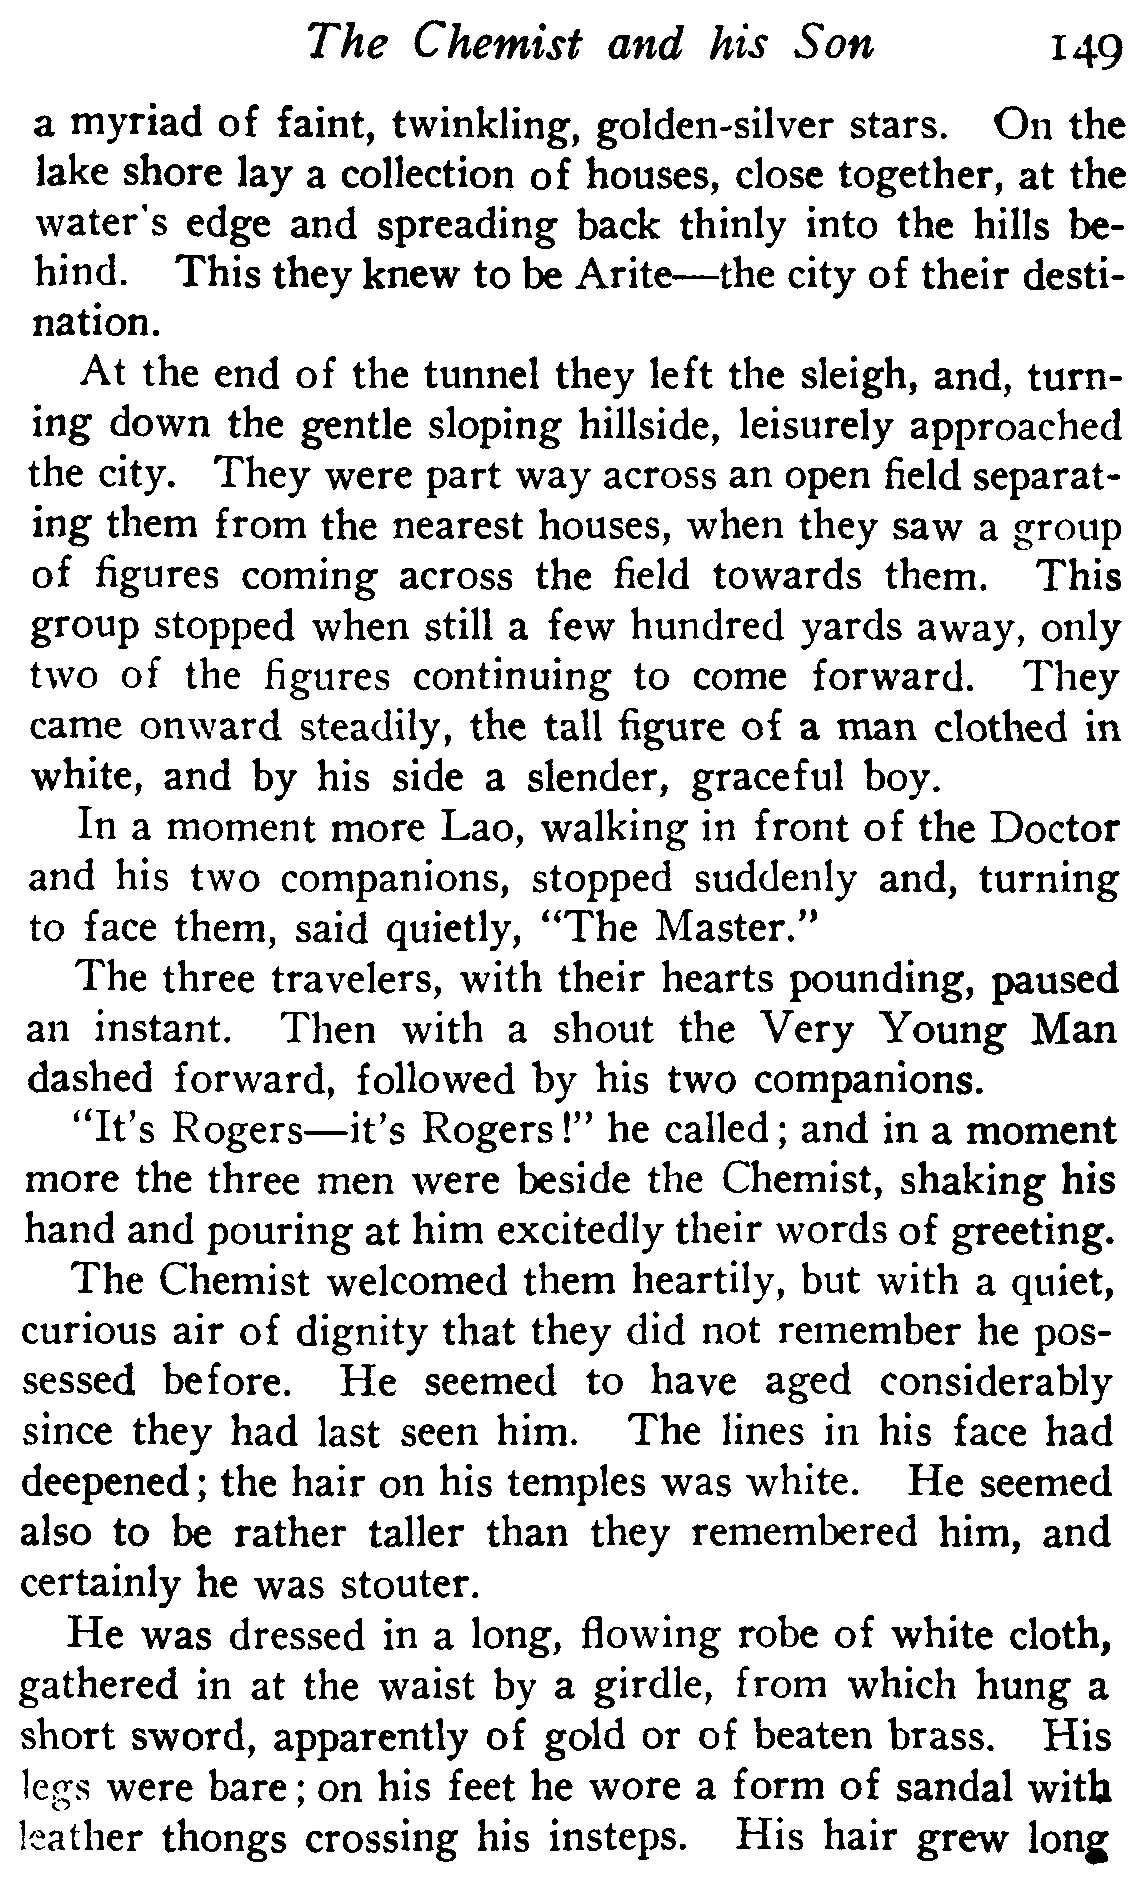 The Chemist and his Son 149
a myriad of faint, twinkling, golden-silver stars. On the
lake shore lay a collection of houses, close together, at the
water's edge and spreading back thinly into the hills be-
hind. This they knew to be Arite—the city of their desti-
nation.
At the end of the tunnel they left the sleigh, and, turn-
ing down the gentle sloping hillside, leisurely approached
the city. They were part way across an open field separat-
ing them from the nearest houses, when they saw a group
of figures coming across the field towards them. This
group stopped when still a few hundred yards away, only
two of the figures continuing to come forward. They
came onward steadily, the tall figure of a man clothed in
white, and by his side a slender, graceful boy.
In a moment more Lao, walking in front of the Doctor
and his two companions, stopped suddenly and, turning
to face them, said quietly, "The Master."
The three travelers, with their hearts pounding, paused
an instant. Then with a shout the Very Young Man
dashed forward, followed by his two companions.
"It's Rogers—it's Rogers!" he called; and in a moment
more the three men were beside the Chemist, shaking his
hand and pouring at him excitedly their words of greeting.
The Chemist welcomed them heartily, but with a quiet,
curious air of dignity that they did not remember he pos-
sessed before. He seemed to have aged considerably
since they had last seen him. The lines in his face had
deepened; the hair on his temples was white. He seemed
also to be rather taller than they remembered him, and
certainly he was stouter.
He was dressed in a long, flowing robe of white cloth,
gathered in at the waist by a girdle, from which hung a
short sword, apparently of gold or of beaten brass. His
legs were bare; on his feet he wore a form of sandal with
leather thongs crossing his insteps. His hair grew long